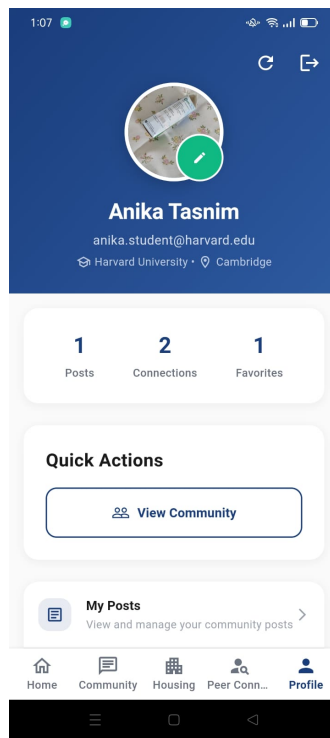 1:07
Anika Tasnim
anika.student@harvard.edu
Harvard University • Cambridge
1
Posts
2
Connections
1
Favorites
Quick Actions
View Community
My Posts
View and manage your community posts
Home
Community
Housing
Peer Conn...
Profile